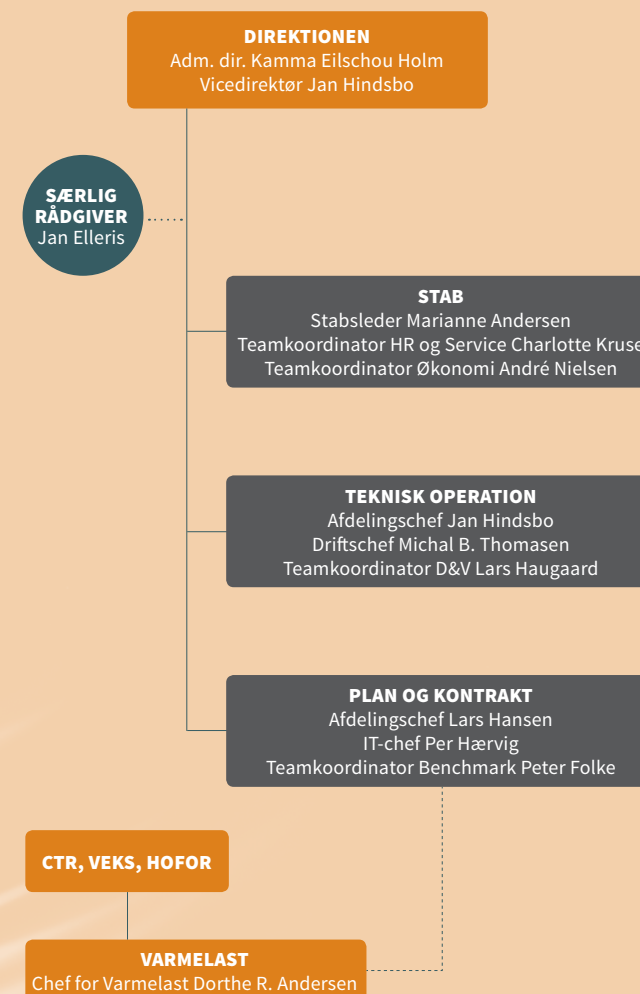 DIREKTIONEN
Adm. dir. Kamma Eilschou Holm
Vicedirektør Jan Hindsbo
SÆRLIG
RÅDGIVER
Jan Elleris
STAB
Stabsleder Marianne Andersen
Teamkoordinator HR og Service Charlotte Kruse
Teamkoordinator Økonomi André Nielsen
TEKNISK OPERATION
Afdelingschef Jan Hindsbo
Driftschef Michal B. Thomasen
Teamkoordinator D&V Lars Haugaard
PLAN OG KONTRAKT
Afdelingschef Lars Hansen
IT-chef Per Hærvig
Teamkoordinator Benchmark Peter Folke
CTR, VEKS, HOFOR
VARMELAST
Chef for Varmelast Dorthe R. Andersen